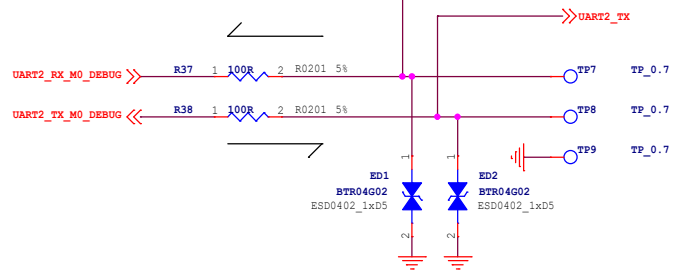 UART2_TX
UART2_RX_M0_DEBUG R37 1 100R 2 R0201 5% TP7 TP_0.7
UART2_TX_M0_DEBUG R38 1 100R 2 R0201 5% TP8 TP_0.7
TP9 TP_0.7
1 1
ED1 ED2
BTR04G02 BTR04G02
ESD0402_1xD5 ESD0402_1xD5
2 2